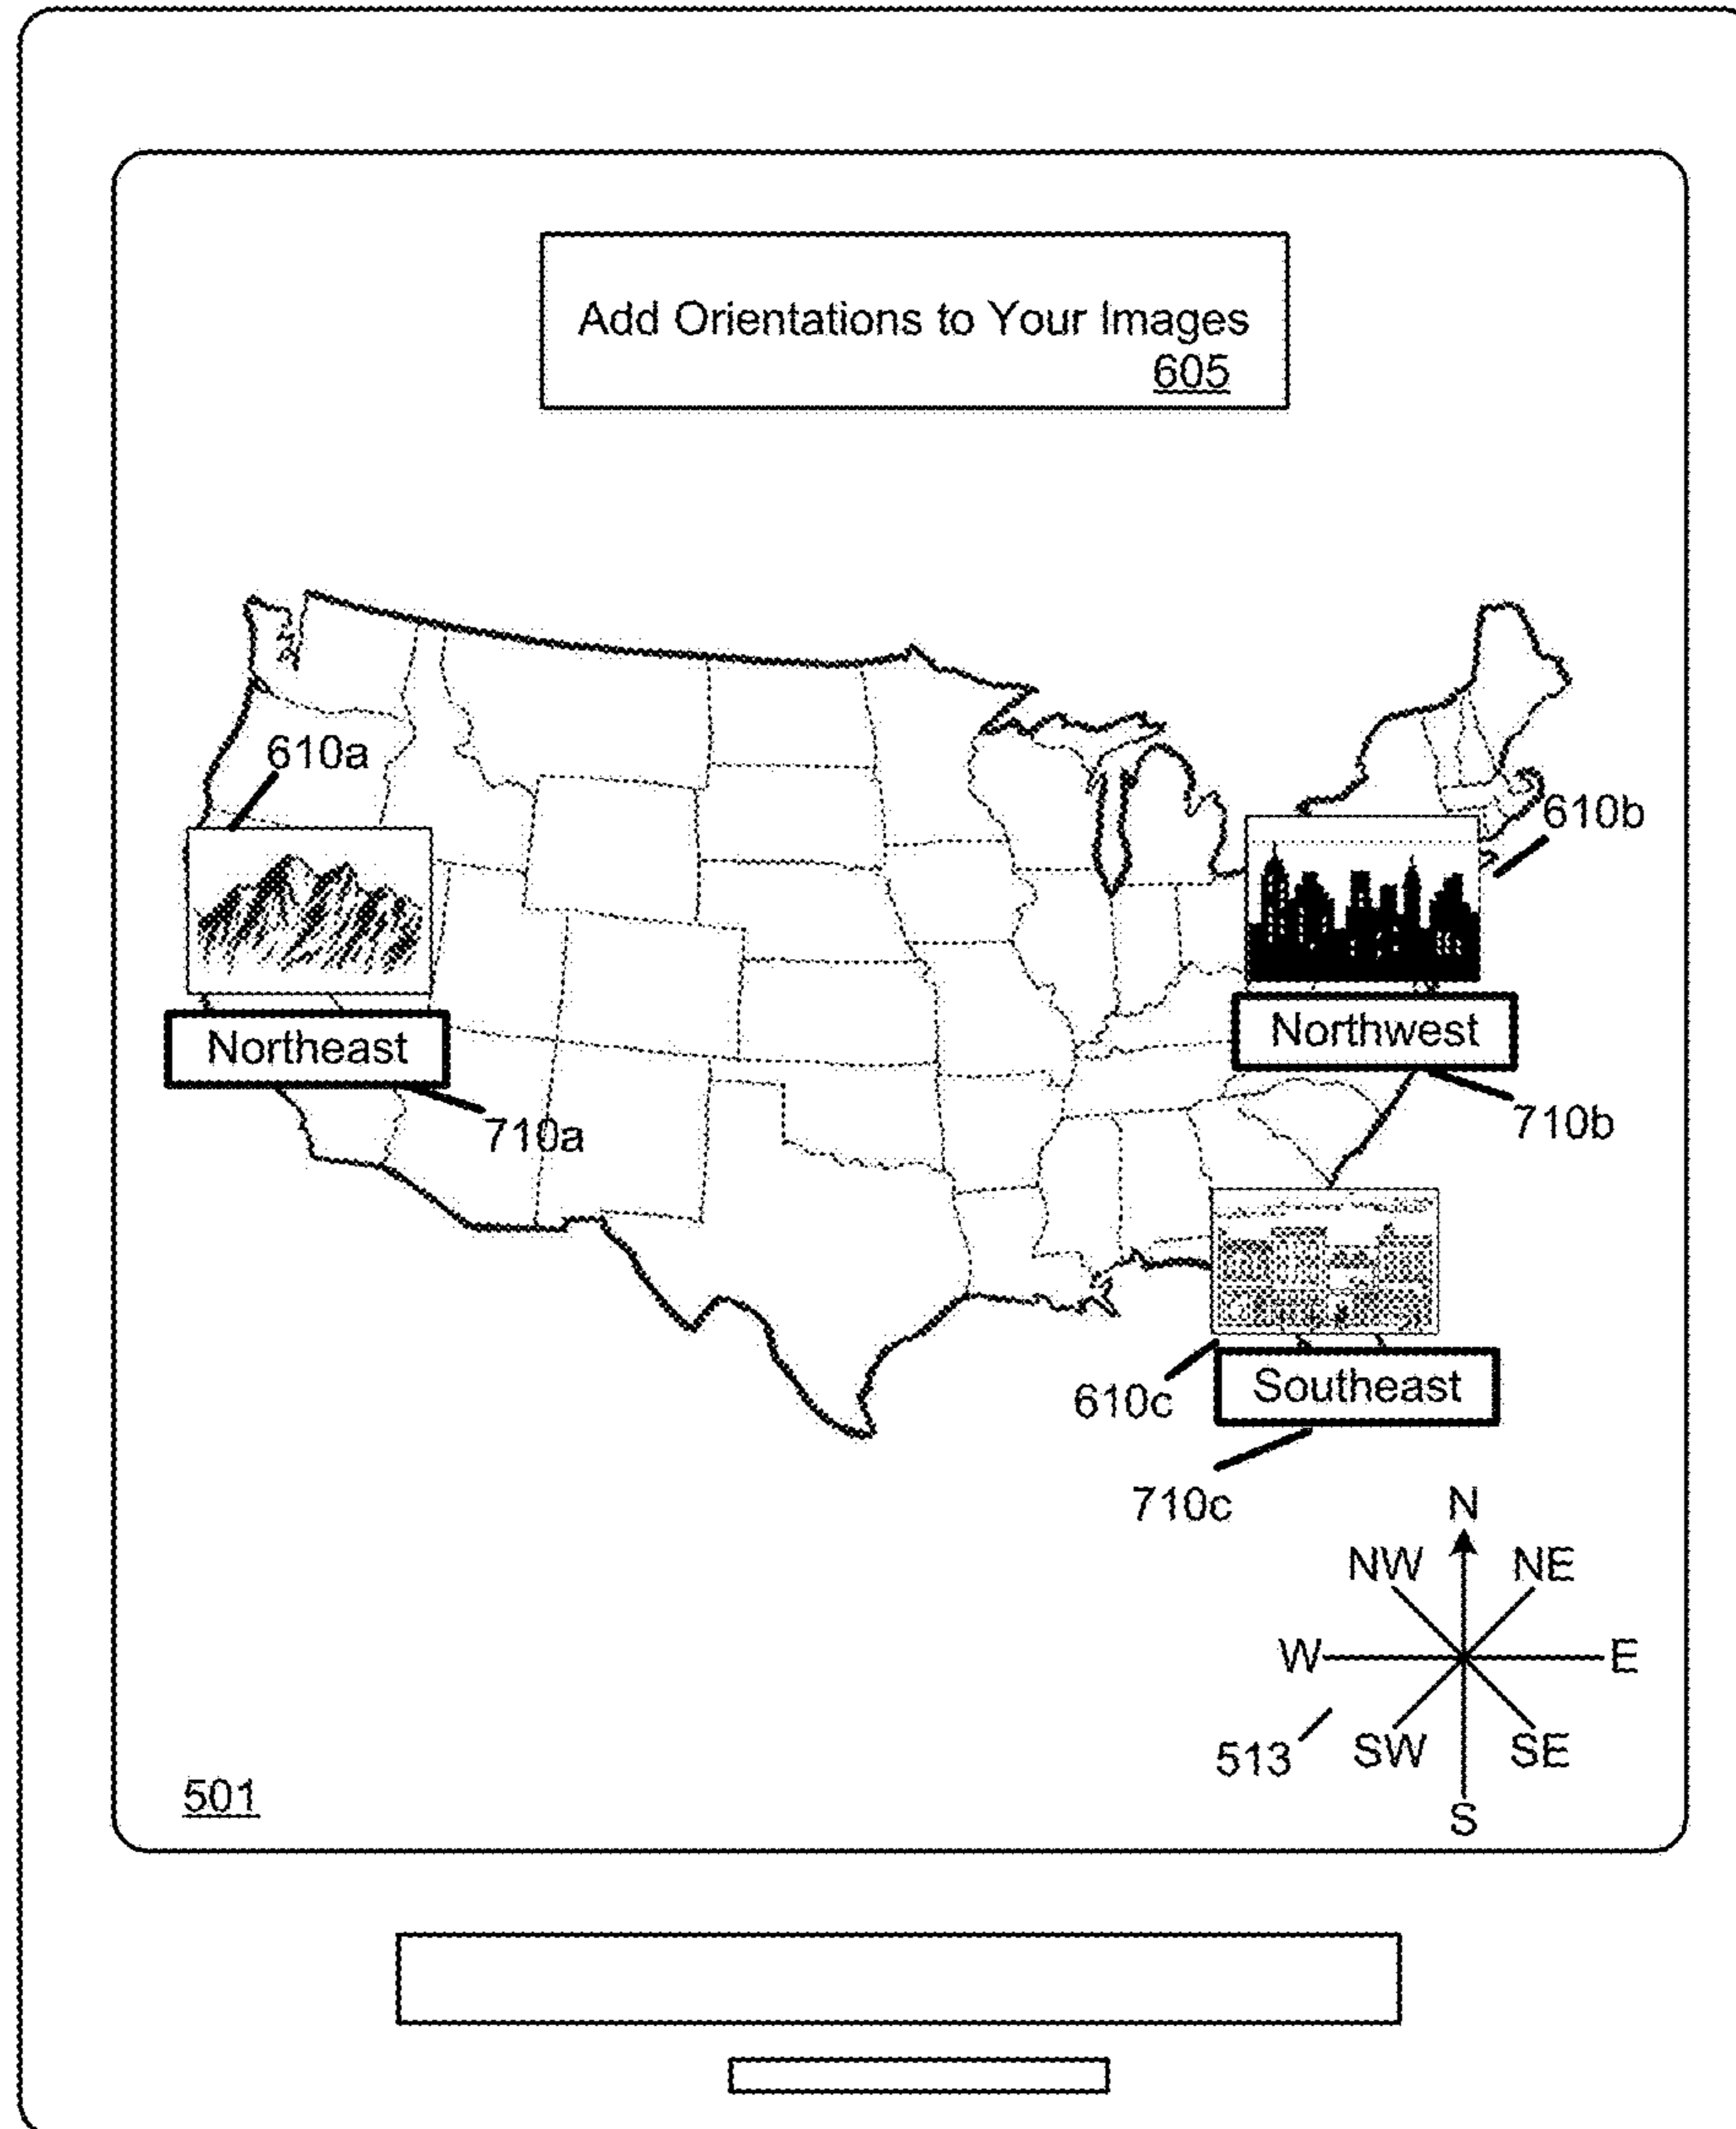 Add Orientations to Your Images
605
610a
610b
Northeast
Northwest
710a
710b
610c
Southeast
710c
N
NW
NE
W
E
513
SW
SE
501
S